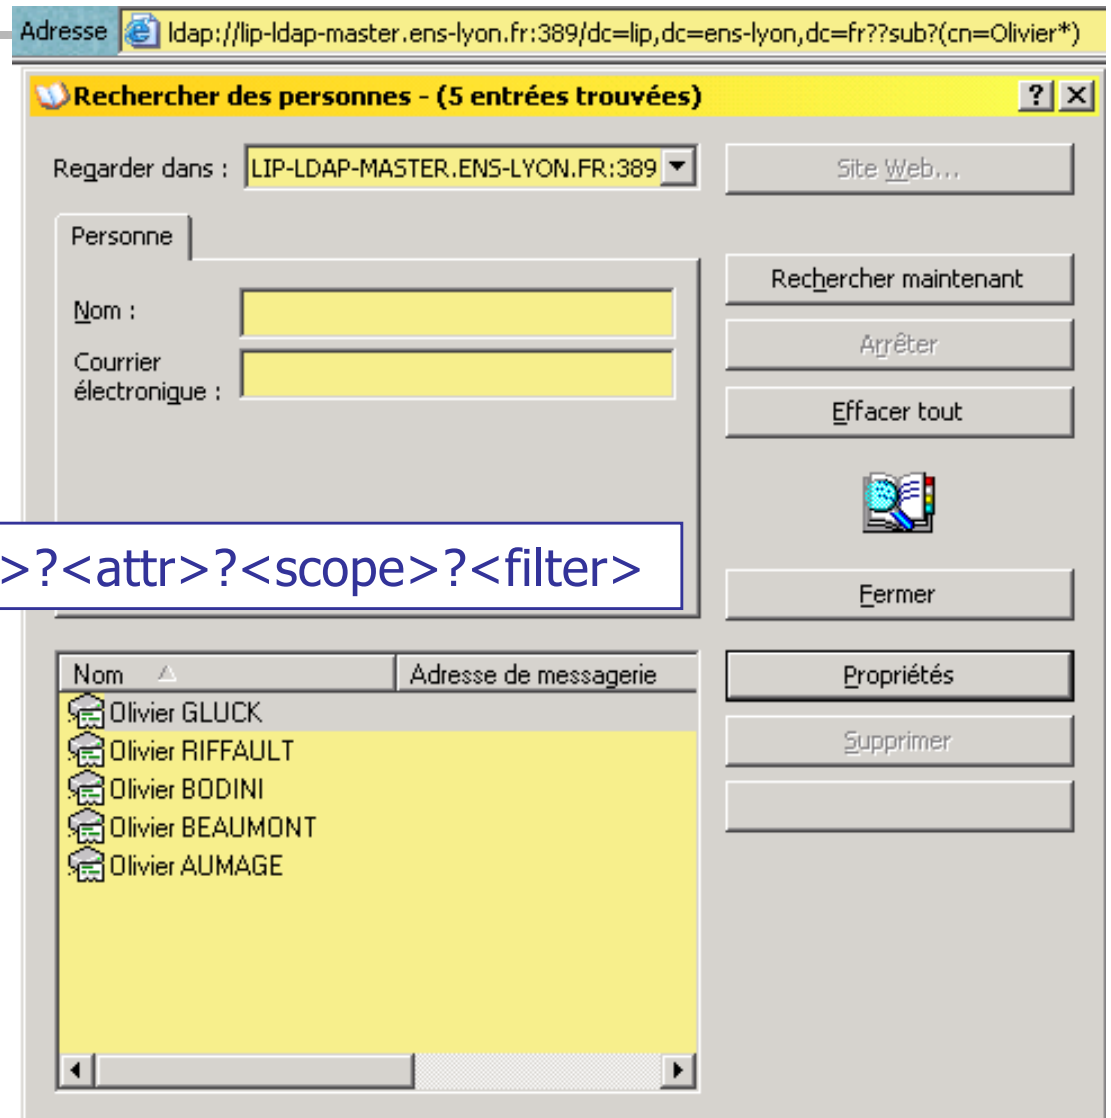 Adresse ldap://lip-ldap-master.ens-lyon.fr:389/dc=lip,dc=ens-lyon,dc=fr??sub?(cn=Olivier*)
Rechercher des personnes - (5 entrées trouvées)
Regarder dans : LIP-LDAP-MASTER.ENS-LYON.FR:389
Site Web...
Personne
Rechercher maintenant
Nom :
Arrêter
Courrier
électronique :
Effacer tout
>?<attr>?<scope>?<filter>
Fermer
Nom Adresse de messagerie
Propriétés
Olivier GLUCK
Olivier RIFFAULT
Supprimer
Olivier BODINI
Olivier BEAUMONT
Olivier AUMAGE